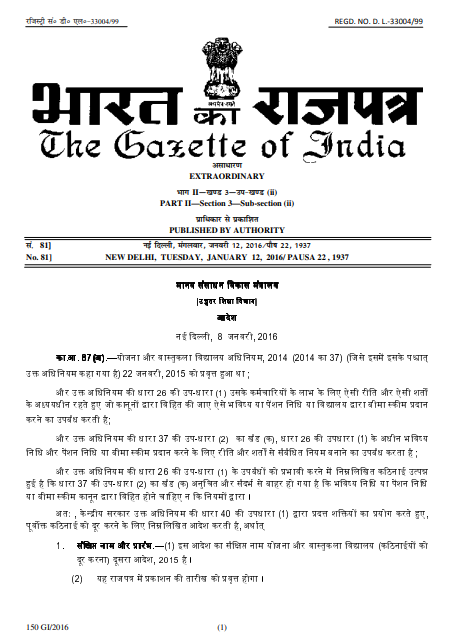 रजिस्ट्री सं० डी० एल०-33004/99
REGD. NO. D. L.-33004/99
भारत का राजपत्र
The Gazette of India
असाधारण
EXTRAORDINARY
भाग II—खण्ड 3—उप-खण्ड (ii)
PART II—Section 3—Sub-section (ii)
प्राधिकार से प्रकाशित
PUBLISHED BY AUTHORITY
सं. 81]
नई दिल्ली, मंगलवार, जनवरी 12, 2016/पौष 22, 1937
No. 81]
NEW DELHI, TUESDAY, JANUARY 12, 2016/ PAUSA 22 , 1937
मानव संसाधन विकास मंत्रालय
(उच्चतर शिक्षा विभाग)
आदेश
नई दिल्ली, 8 जनवरी, 2016
का.आ. 87(अ).—योजना और वास्तुकला विद्यालय अधिनियम, 2014 (2014 का 37) (जिसे इसमें इसके पश्चात्
उक्त अधिनियम कहा गया है) 22 जनवरी, 2015 को प्रवृत्त हुआ था ;
और उक्त अधिनियम की धारा 26 की उप-धारा (1) उसके कर्मचारियों के लाभ के लिए ऐसी रीति और ऐसी शर्तों
के अध्यधीन रहते हुए जो कानूनों द्वारा विहित की जाए ऐसे भविष्य या पेंशन निधि या विद्यालय द्वारा बीमा स्कीम प्रदान
करने का उपबंध करती है;
और उक्त अधिनियम की धारा 37 की उप-धारा (2) का खंड (क), धारा 26 की उपधारा (1) के अधीन भविष्य
निधि और पेंशन निधि या बीमा स्कीम प्रदान करने के लिए रीति और शर्तों से संबंधित नियम बनाने का उपबंध करता है ;
और उक्त अधिनियम की धारा 26 की उप-धारा (1) के उपबंधों को प्रभावी करने में निम्नलिखित कठिनाई उत्पन्न
हुई है कि धारा 37 की उप-धारा (2) का खंड (क) अनुचित और संदर्भ से बाहर हो गया है कि भविष्य निधि या पेंशन निधि
या बीमा स्कीम कानून द्वारा विहित होने चाहिए न कि नियमों द्वारा ।
अत: , केन्द्रीय सरकार उक्त अधिनियम की धारा 40 की उपधारा (1) द्वारा प्रदत्त शक्तियों का प्रयोग करते हुए,
पूर्वोक्त कठिनाई को दूर करने के लिए निम्नलिखित आदेश करती है, अर्थात्
1. संक्षिप्त नाम और प्रारंभ.—(1) इस आदेश का संक्षिप्त नाम योजना और वास्तुकला विद्यालय (कठिनाईयों को
दूर करना) दूसरा आदेश, 2015 है ।
(2) यह राजपत्र में प्रकाशन की तारीख को प्रवृत्त होगा ।
150 GI/2016
(1)